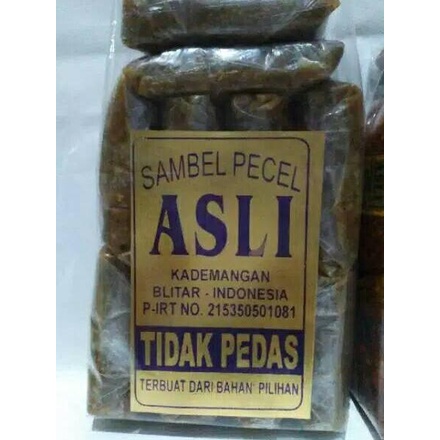 SAMBEL PECEL
ASLI
KADEMANGAN
BLITAR - INDONESIA
P-IRT NO. 215350501081
TIDAK PEDAS
TERBUAT DARI BAHAN PILIHAN